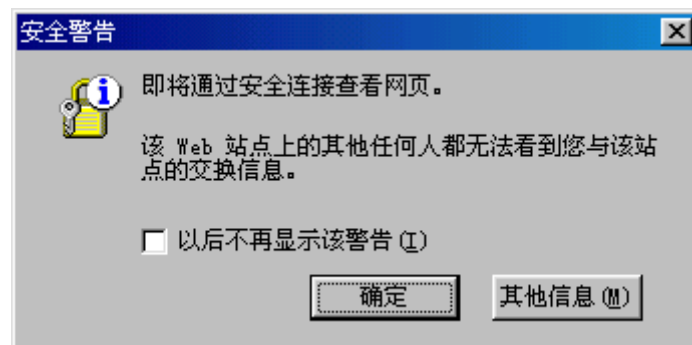 安全警告
即将通过安全连接查看网页。
该 Web 站点上的其他任何人都无法看到您与该站
点的交换信息。
以后不再显示该警告(I)
确定 其他信息(M)